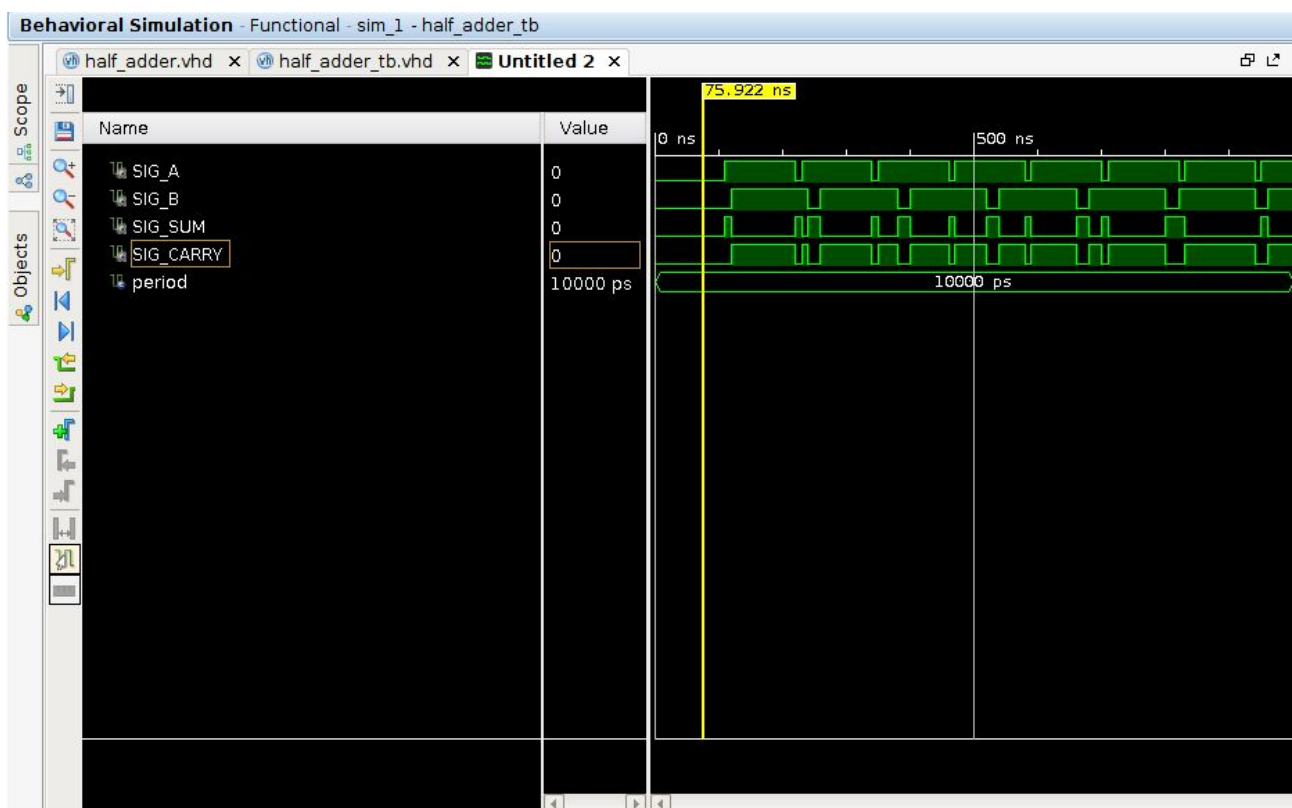 Behavioral Simulation - Functional - sim_1 - half_adder_tb
half_adder.vhd x half_adder_tb.vhd x Untitled 2 x
Scope
Objects
75.922 ns
Name Value
0 ns 500 ns
SIG_A 0
SIG_B 0
SIG_SUM 0
SIG_CARRY 0
period 10000 ps 10000 ps